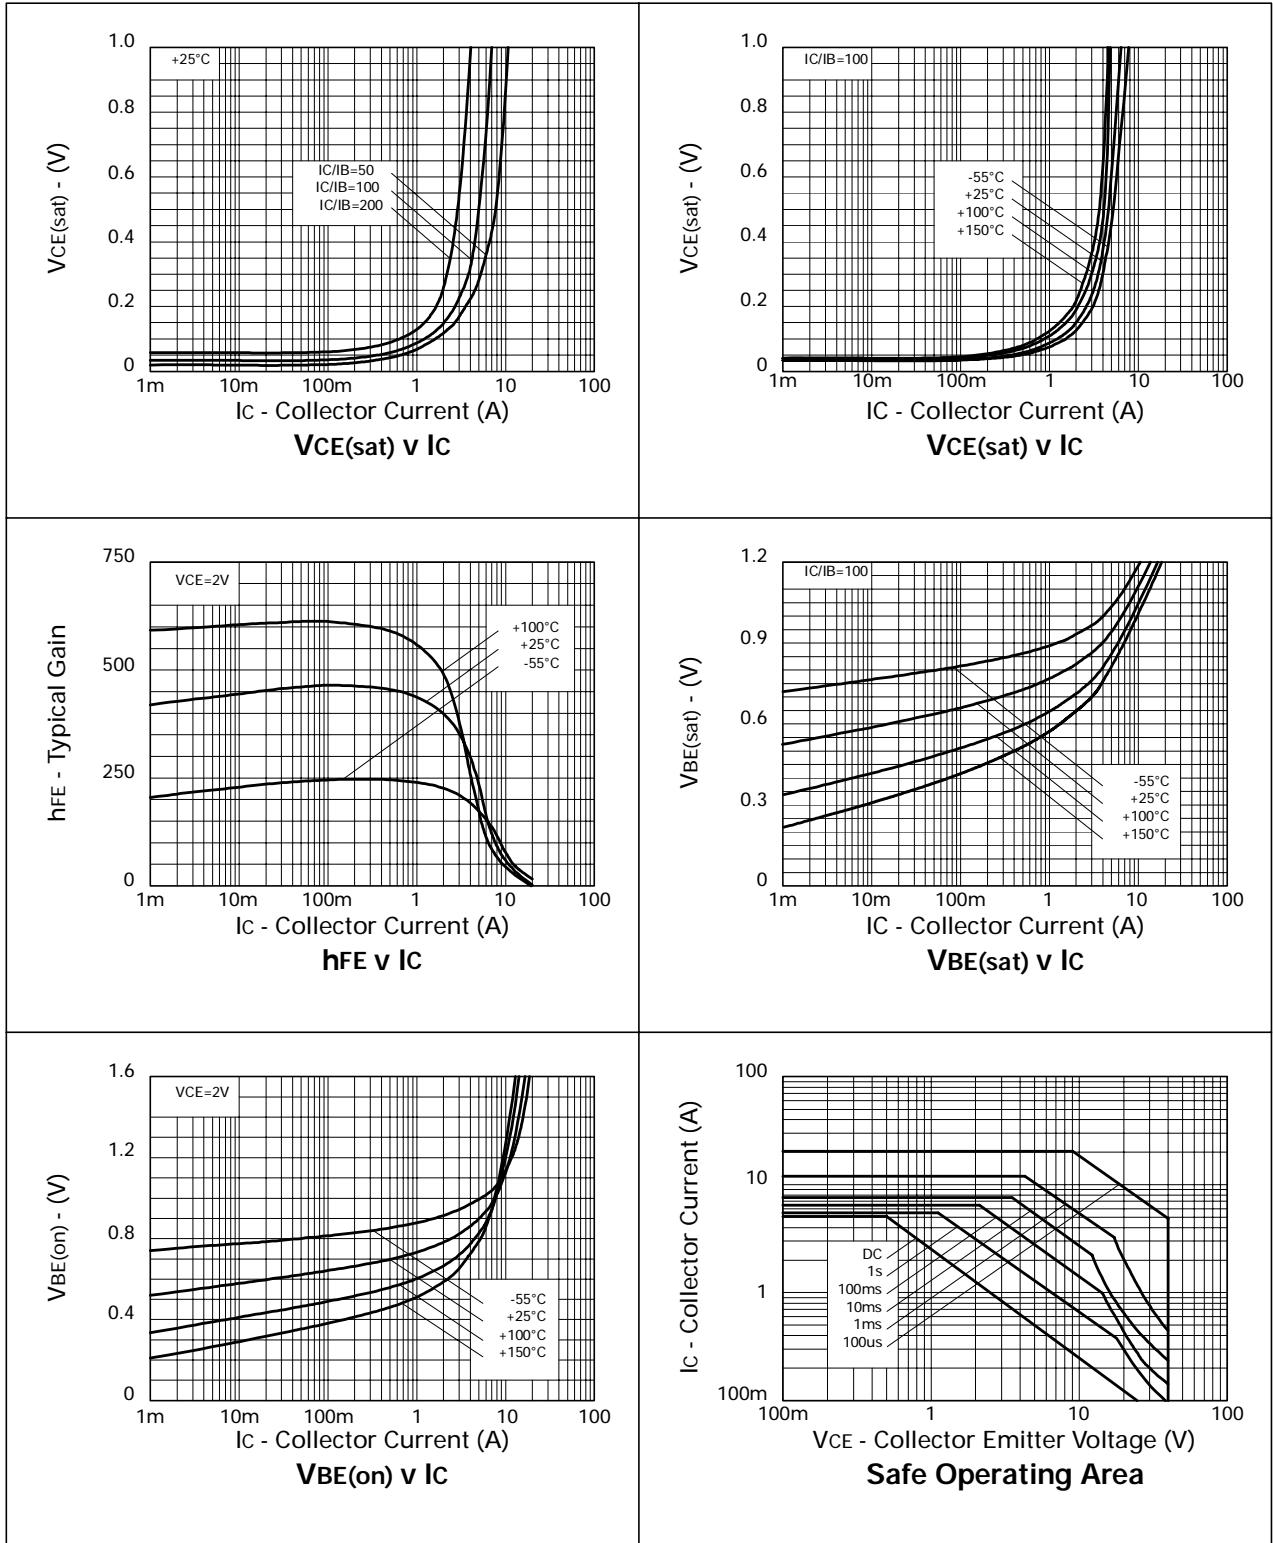 1.0
+25°C
0.8
0.6
IC/IB=50
IC/IB=100
IC/IB=200
0.4
0.2
0
VCE(sat) - (V)
1m 10m 100m 1 10 100
IC - Collector Current (A)
VCE(sat) v IC
1.0
IC/IB=100
0.8
0.6
-55°C
+25°C
+100°C
+150°C
0.4
0.2
0
VCE(sat) - (V)
1m 10m 100m 1 10 100
IC - Collector Current (A)
VCE(sat) v IC
750
VCE=2V
+100°C
+25°C
-55°C
500
250
0
hFE - Typical Gain
1m 10m 100m 1 10 100
IC - Collector Current (A)
hFE v IC
1.2
IC/IB=100
0.9
0.6
-55°C
+25°C
+100°C
+150°C
0.3
0
VBE(sat) - (V)
1m 10m 100m 1 10 100
IC - Collector Current (A)
VBE(sat) v IC
1.6
VCE=2V
1.2
0.8
-55°C
+25°C
+100°C
+150°C
0.4
0
VBE(on) - (V)
1m 10m 100m 1 10 100
IC - Collector Current (A)
VBE(on) v IC
100
10
DC
1s
100ms
10ms
1ms
100us
1
100m
IC - Collector Current (A)
100m 1 10 100
VCE - Collector Emitter Voltage (V)
Safe Operating Area